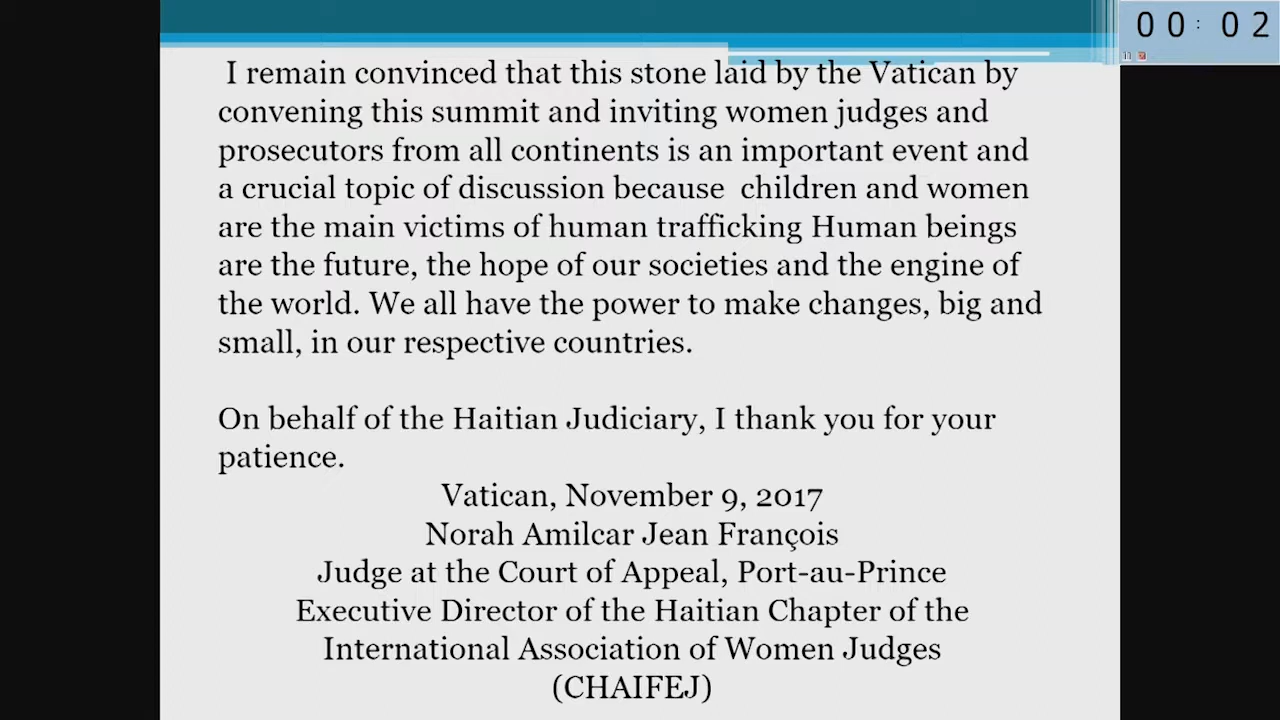 00:02
I remain convinced that this stone laid by the Vatican by
convening this summit and inviting women judges and
prosecutors from all continents is an important event and
a crucial topic of discussion because  children and women
are the main victims of human trafficking Human beings
are the future, the hope of our societies and the engine of
the world. We all have the power to make changes, big and
small, in our respective countries.
On behalf of the Haitian Judiciary, I thank you for your
patience.
Vatican, November 9, 2017
Norah Amilcar Jean François
Judge at the Court of Appeal, Port-au-Prince
Executive Director of the Haitian Chapter of the
International Association of Women Judges
(CHAIFEJ)